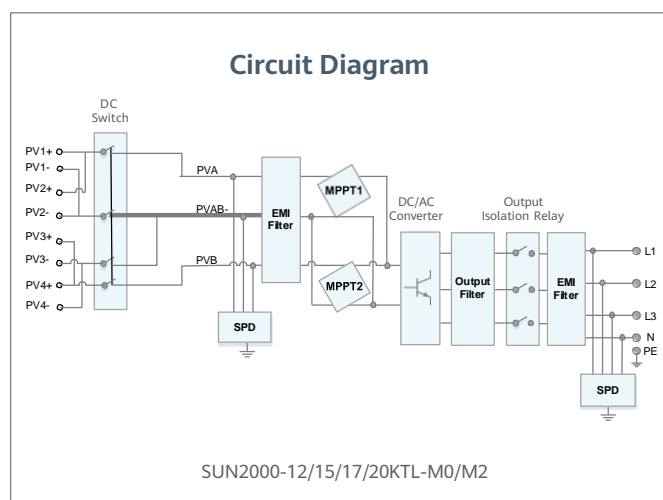 Circuit Diagram
DC
Switch
PV1+
PV1-
PV2+
PV2-
PV3+
PV3-
PV4+
PV4-
PVA
PVAB-
PVB
SPD
EMI
Filter
MPPT1
MPPT2
DC/AC
Converter
Output
Filter
Output
Isolation Relay
EMI
Filter
L1
L2
L3
N
PE
SPD
SUN2000-12/15/17/20KTL-M0/M2